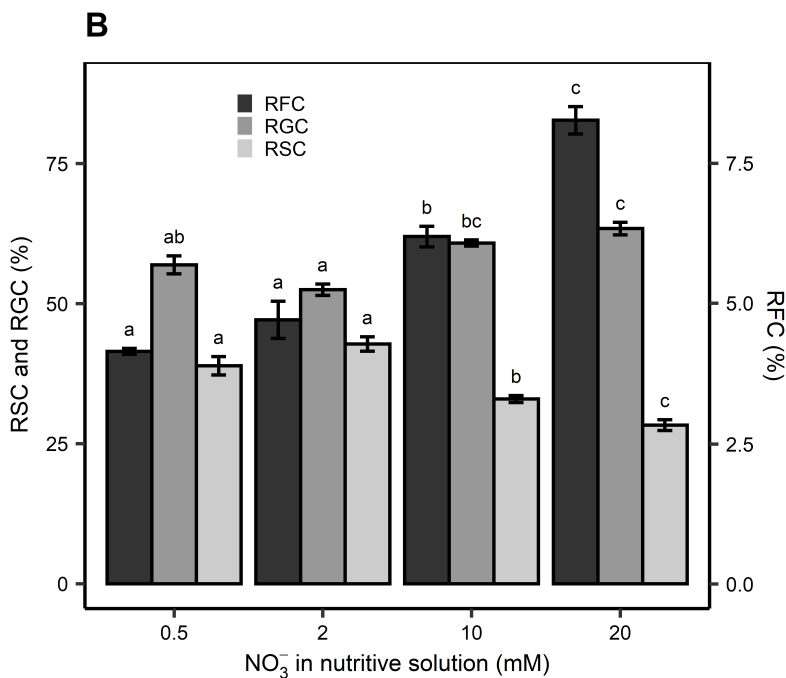 B
RFC
RGC
RSC
c
b
bc
c
ab
a
a
a
a
a
b
c
75
50
25
0
7.5
5.0
2.5
0.0
RSC and RGC (%)
RFC (%)
0.5 2 10 20
NO₃⁻ in nutritive solution (mM)